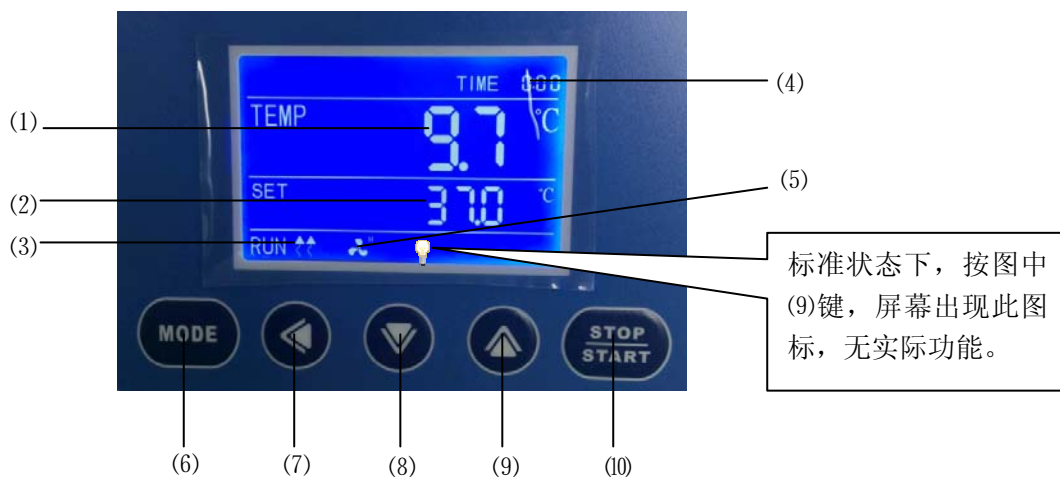 TIME 0:00
(4)
TEMP 9.7 ℃
(1)
(5)
SET 37.0 ℃
(2)
RUN
(3)
标准状态下，按图中
(9)键，屏幕出现此图
标，无实际功能。
MODE
STOP
START
(6)
(7)
(8)
(9)
(10)